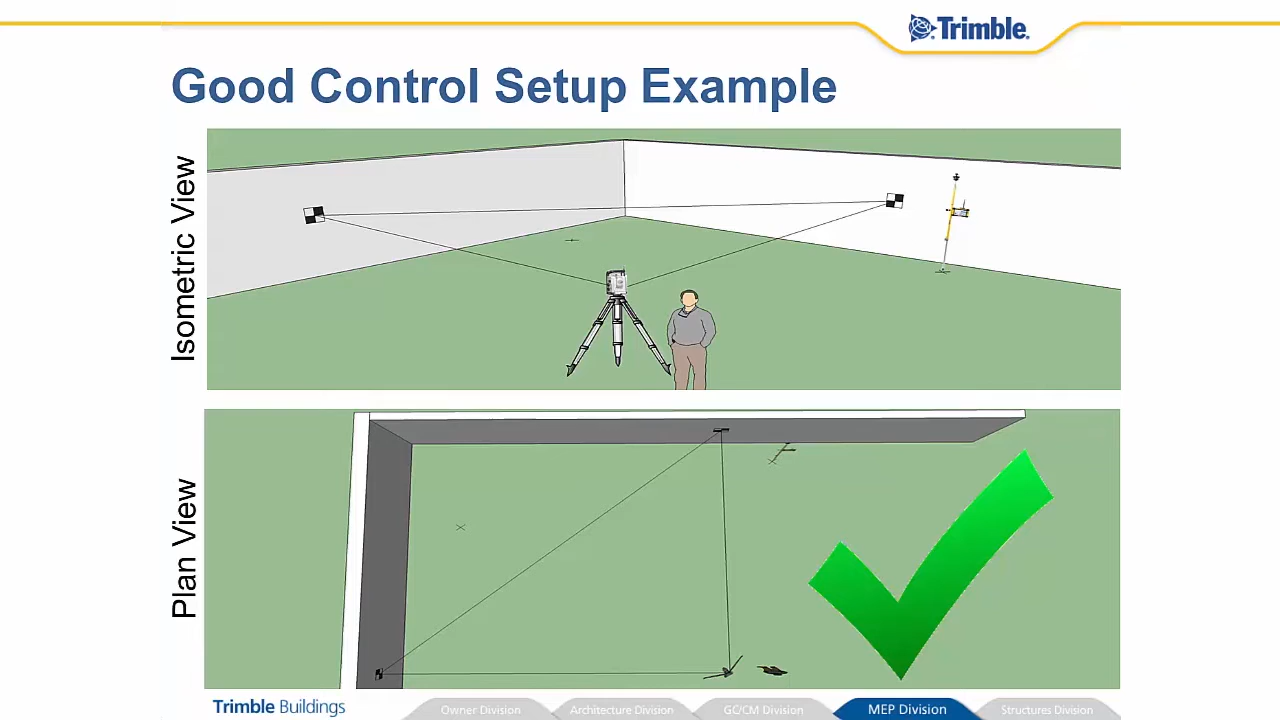 Trimble.
Good Control Setup Example
Isometric View
Plan View
Trimble Buildings
Owner Division
Architecture Division
GC/CM Division
MEP Division
Structures Division